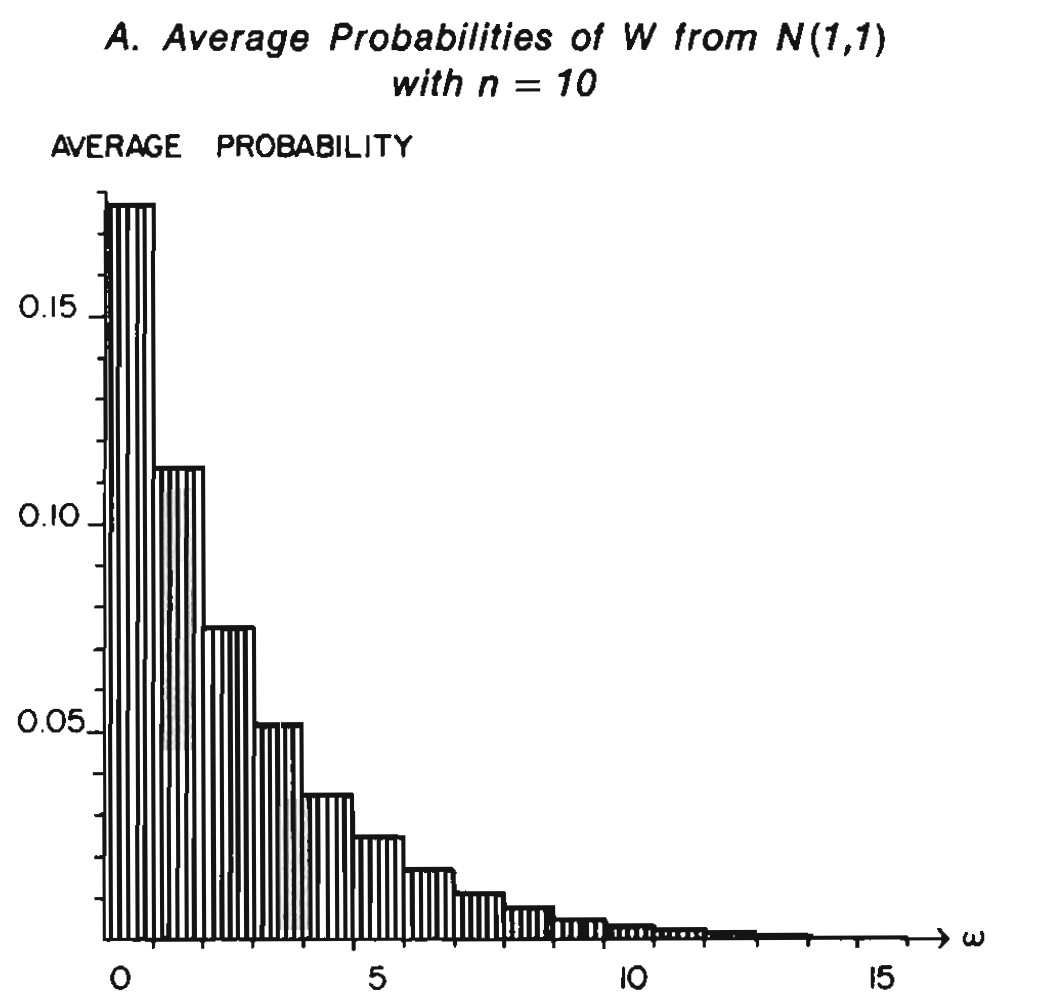 A. Average Probabilities of W from N(1,1)
with n = 10
AVERAGE PROBABILITY
0.15
0.10
0.05
ω
0 5 10 15